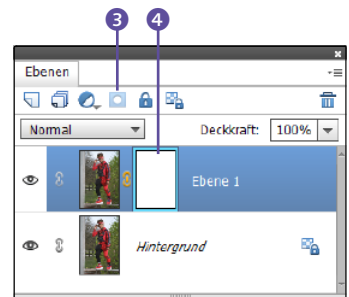 3 4
Ebenen
Normal Deckkraft: 100%
Ebene 1
Hintergrund